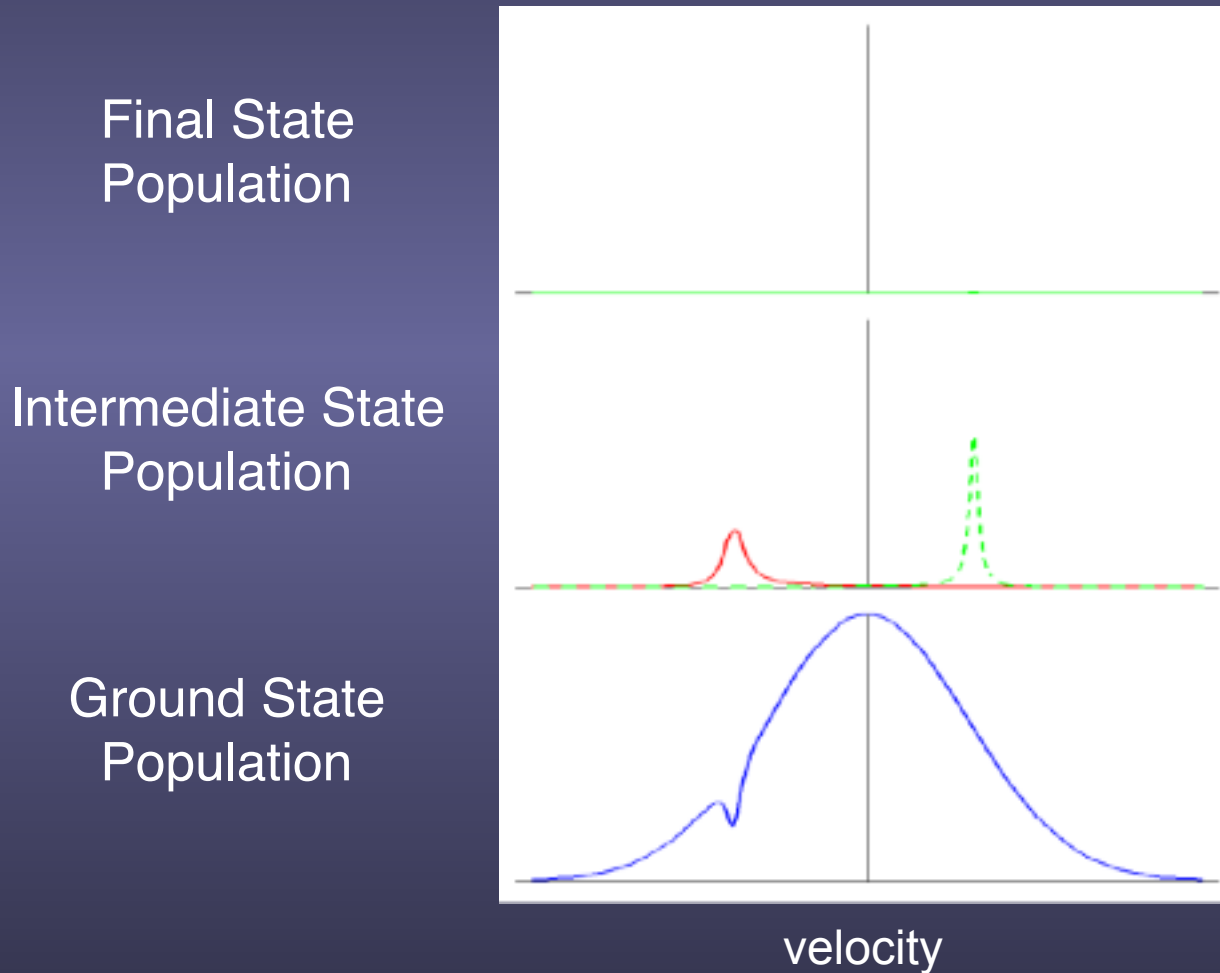 Final State
Population
Intermediate State
Population
Ground State
Population
velocity